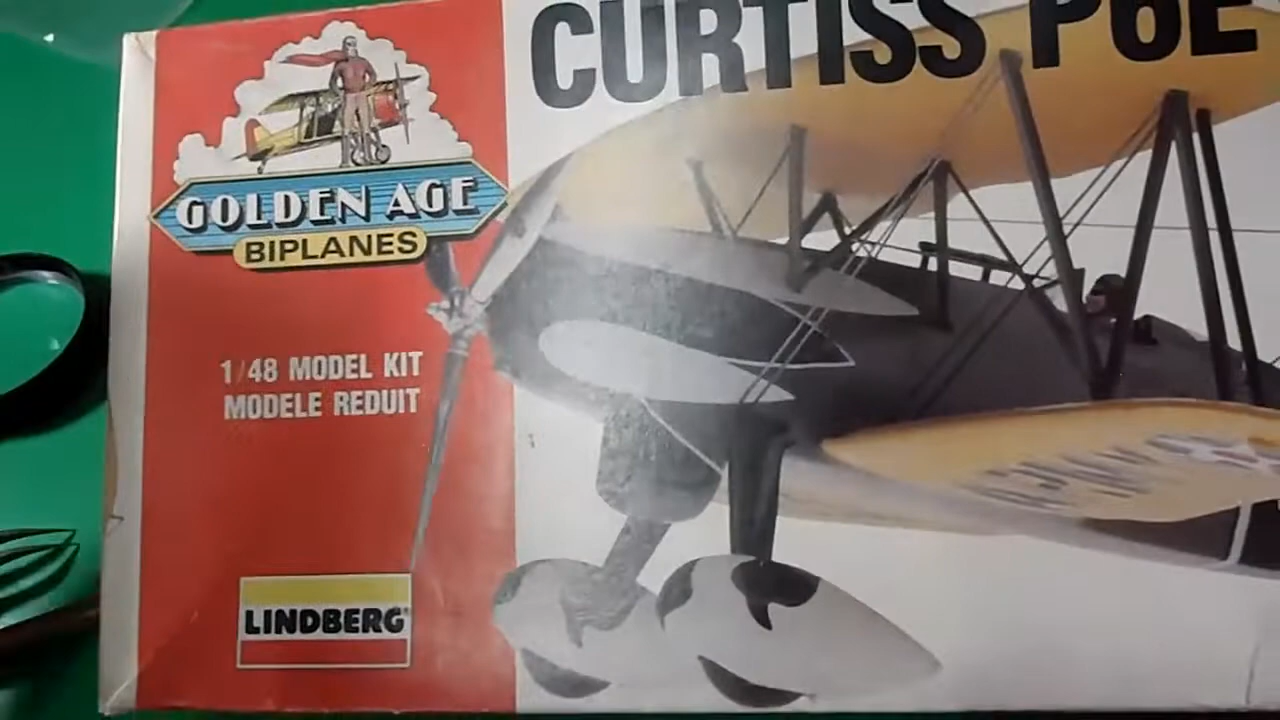 CURTISS P6E
GOLDEN AGE
BIPLANES
1/48 MODEL KIT
MODELE REDUIT
LINDBERG